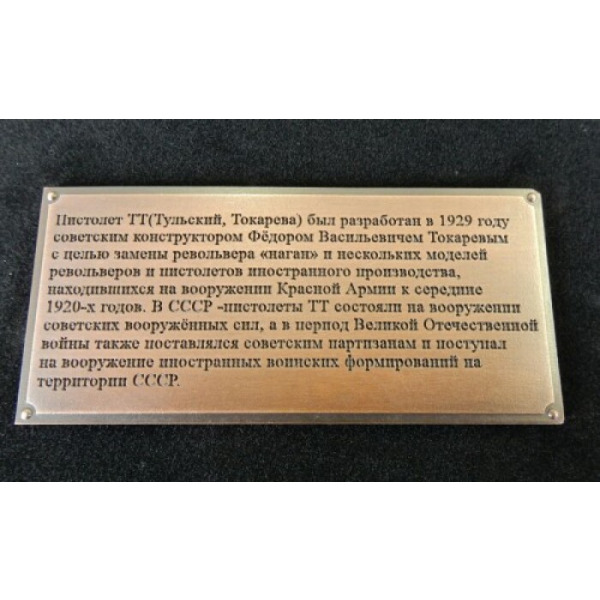 Пистолет ТТ(Тульский, Токарева) был разработан в 1929 году
советским конструктором Фёдором Васильевичем Токаревым
с целью замены револьвера «наган» и нескольких моделей
револьверов и пистолетов иностранного производства,
находившихся на вооружении Красной Армии к середине
1920-х годов. В СССР -пистолеты ТТ состояли на вооружении
советских вооружённых сил, а в период Великой Отечественной
войны также поставлялся советским партизанам и поступал
на вооружение иностранных воинских формирований на
территории СССР.